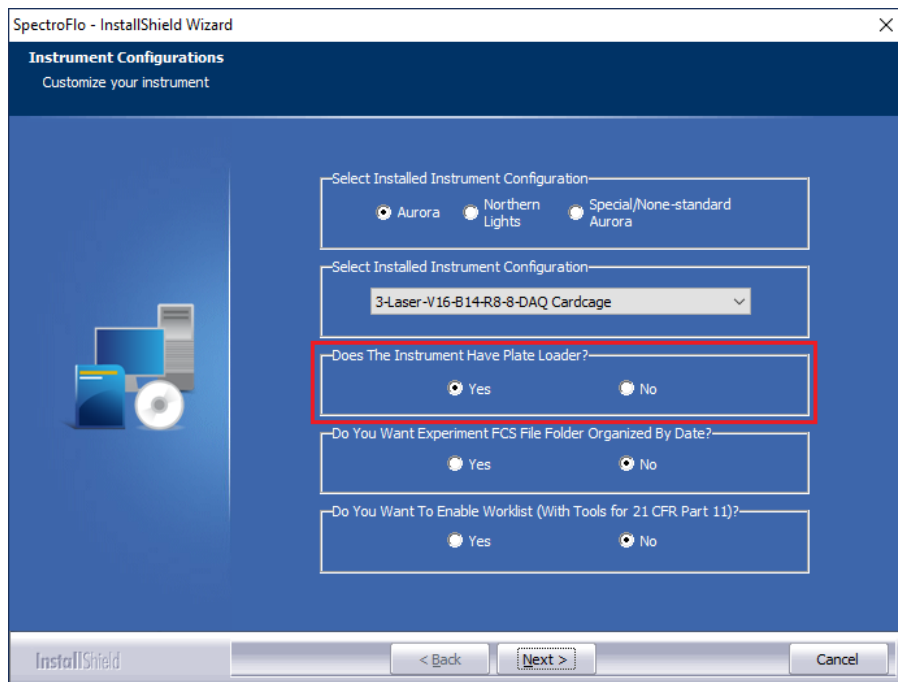 SpectroFlo - InstallShield Wizard
Instrument Configurations
Customize your instrument
Select Installed Instrument Configuration
Aurora
Northern
Lights
Special/None-standard
Aurora
Select Installed Instrument Configuration
3-Laser-V16-B14-R8-8-DAQ Cardcage
Does The Instrument Have Plate Loader?
Yes No
Do You Want Experiment FCS File Folder Organized By Date?
Yes No
Do You Want To Enable Worklist (With Tools for 21 CFR Part 11)?
Yes No
InstallShield
< Back Next > Cancel